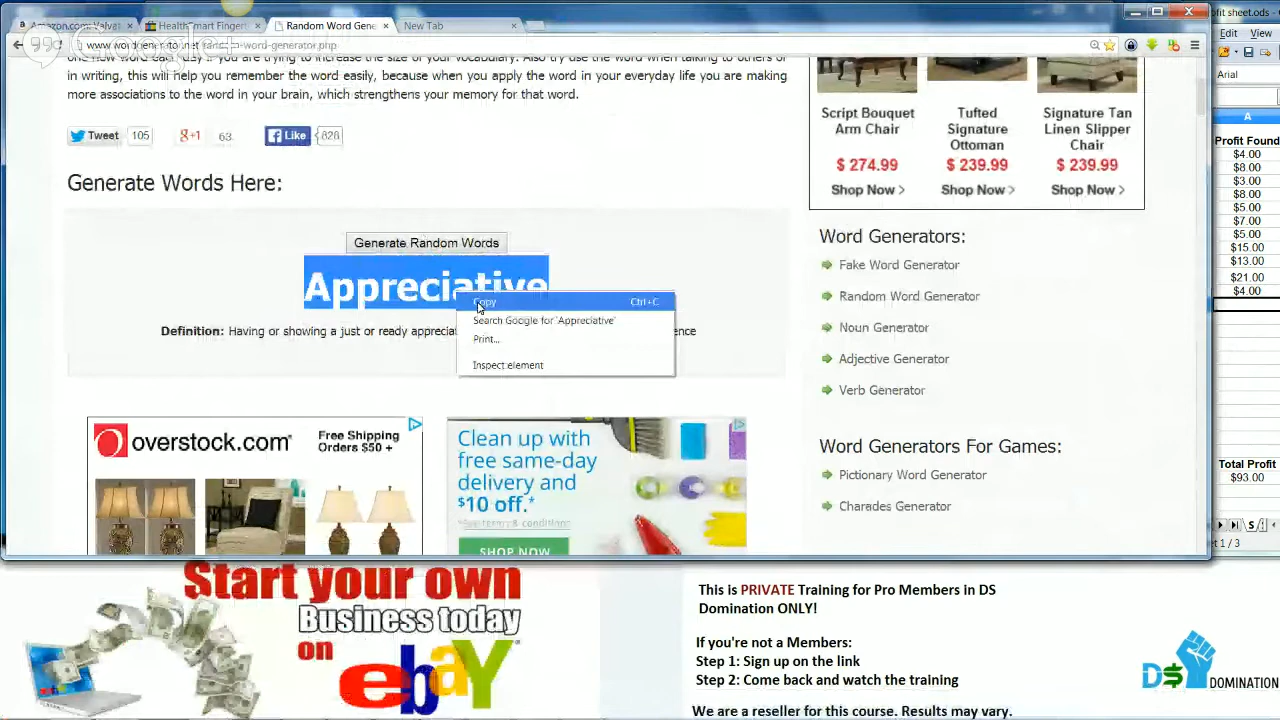 Random Word Gene
New Tab
HealthSmart Finger
ofit sheet.ods -
Edit View
Arial
A
in writing, this will help you remember the word easily, because when you apply the word in your everyday life you are making
more associations to the word in your brain, which strengthens your memory for that word.
Tweet 105 +1 63 Like 828
Generate Words Here:
Generate Random Words
Appreciative
Copy Ctrl+C
Search Google for 'Appreciative'
Print...
Inspect element
Definition: Having or showing a just or ready
overstock.com
Free Shipping
Orders $50 +
Clean up with
free same-day
delivery and
$10 off.*
*See terms & conditions
SHOP NOW
Script Bouquet
Arm Chair
$ 274.99
Shop Now >
Tufted
Signature
Ottoman
$ 239.99
Shop Now >
Signature Tan
Linen Slipper
Chair
$ 239.99
Shop Now >
Word Generators:
Fake Word Generator
Random Word Generator
Noun Generator
Adjective Generator
Verb Generator
Word Generators For Games:
Pictionary Word Generator
Charades Generator
Profit Found
$4.00
$8.00
$3.00
$8.00
$5.00
$7.00
$5.00
$15.00
$13.00
$21.00
$4.00
Total Profit
$93.00
Start your own
Business today
on
ebaY
This is PRIVATE Training for Pro Members in DS
Domination ONLY!
If you're not a Members:
Step 1: Sign up on the link
Step 2: Come back and watch the training
We are a reseller for this course. Results may vary.
D$ DOMINATION